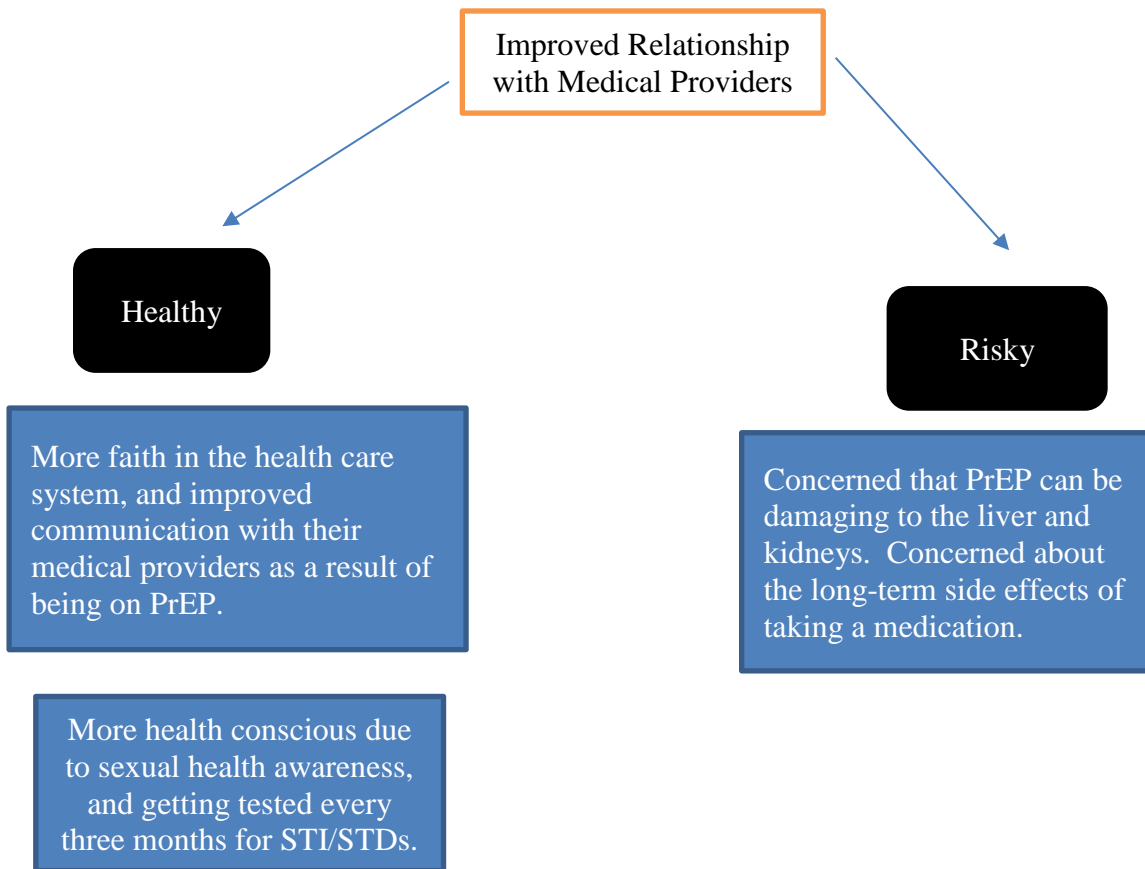 Improved Relationship
with Medical Providers
Healthy
Risky
More faith in the health care
system, and improved
communication with their
medical providers as a result of
being on PrEP.
Concerned that PrEP can be
damaging to the liver and
kidneys.  Concerned about
the long-term side effects of
taking a medication.
More health conscious due
to sexual health awareness,
and getting tested every
three months for STI/STDs.